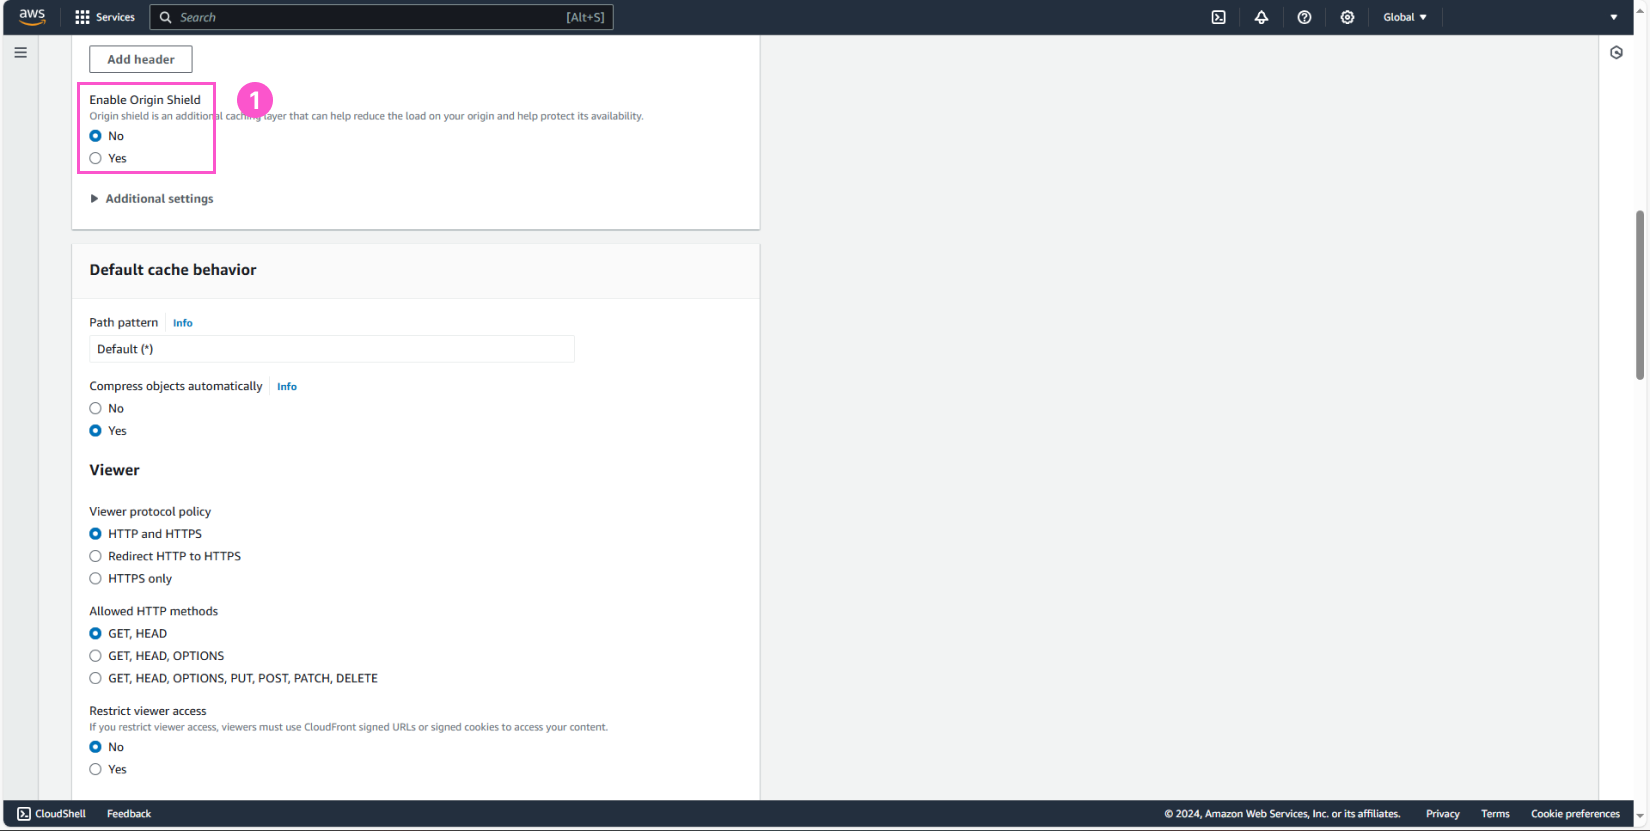 aws Services Search [Alt+S] Global
Add header
Enable Origin Shield 1
Origin shield is an additional caching layer that can help reduce the load on your origin and help protect its availability.
No
Yes
Additional settings
Default cache behavior
Path pattern Info
Default (*)
Compress objects automatically Info
No
Yes
Viewer
Viewer protocol policy
HTTP and HTTPS
Redirect HTTP to HTTPS
HTTPS only
Allowed HTTP methods
GET, HEAD
GET, HEAD, OPTIONS
GET, HEAD, OPTIONS, PUT, POST, PATCH, DELETE
Restrict viewer access
If you restrict viewer access, viewers must use CloudFront signed URLs or signed cookies to access your content.
No
Yes
CloudShell Feedback © 2024, Amazon Web Services, Inc. or its affiliates. Privacy Terms Cookie preferences